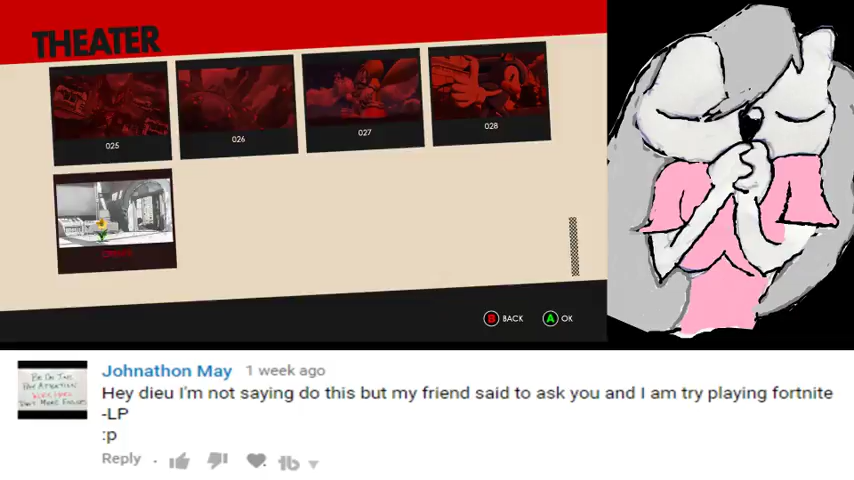 THEATER
025
026
027
028
CREDITS
B BACK
A OK
Johnathon May 1 week ago
Hey dieu I'm not saying do this but my friend said to ask you and I am try playing fortnite
-LP
:p
Reply